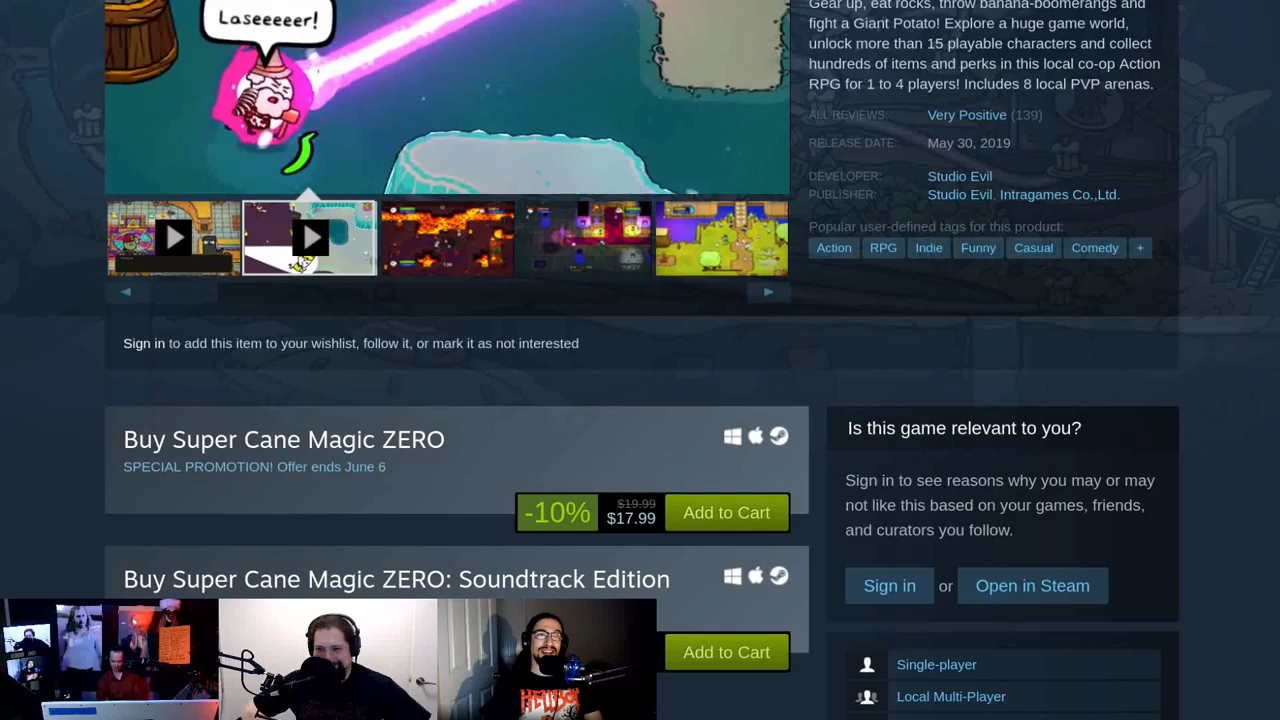 Laseeeeer!
Gear up, eat rocks, throw banana-boomerangs and
fight a Giant Potato! Explore a huge game world,
unlock more than 15 playable characters and collect
hundreds of items and perks in this local co-op Action
RPG for 1 to 4 players! Includes 8 local PVP arenas.
ALL REVIEWS: Very Positive (139)
RELEASE DATE: May 30, 2019
DEVELOPER: Studio Evil
PUBLISHER: Studio Evil, Intragames Co.,Ltd.
Popular user-defined tags for this product:
Action RPG Indie Funny Casual Comedy +
Sign in to add this item to your wishlist, follow it, or mark it as not interested
Buy Super Cane Magic ZERO
SPECIAL PROMOTION! Offer ends June 6
-10% $19.99 $17.99 Add to Cart
Buy Super Cane Magic ZERO: Soundtrack Edition
Add to Cart
Is this game relevant to you?
Sign in to see reasons why you may or may
not like this based on your games, friends,
and curators you follow.
Sign in or Open in Steam
Single-player
Local Multi-Player
HELLBOY